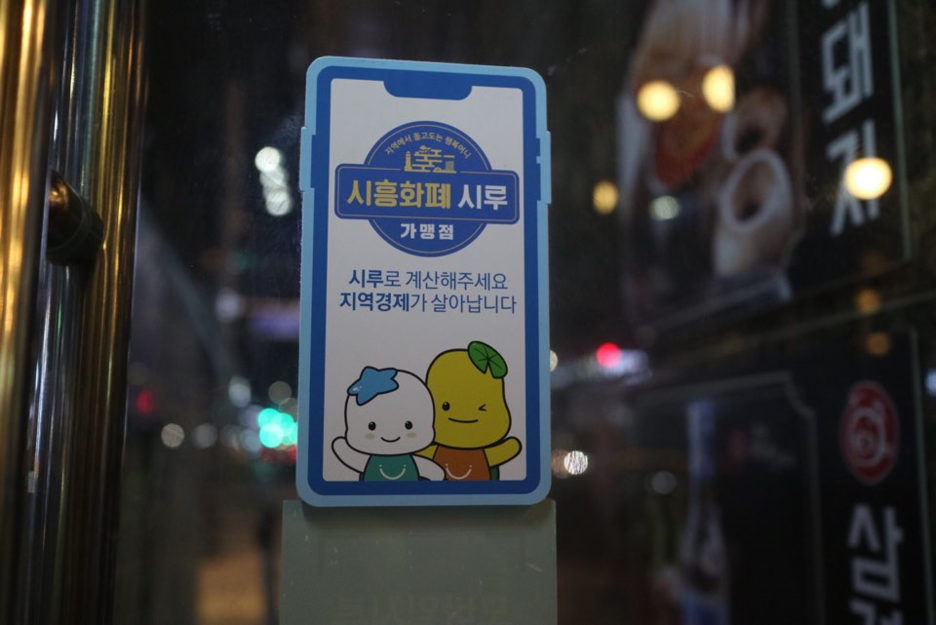 지역에서 돌고도는 행복머니
시흥화폐 시루
가맹점
시루로 계산해주세요
지역경제가 살아납니다
돼지
삼